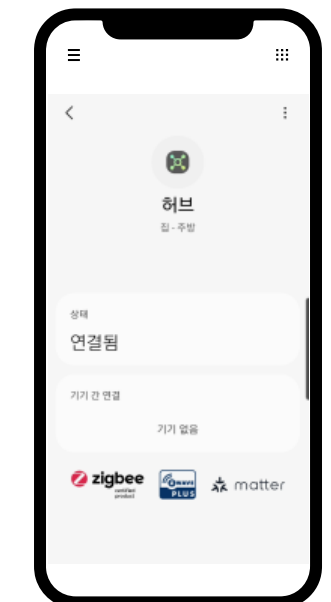 허브
집 - 주방
상태
연결됨
기기 간 연결
기기 없음
zigbee
certified
product
Z WAVE
PLUS
matter